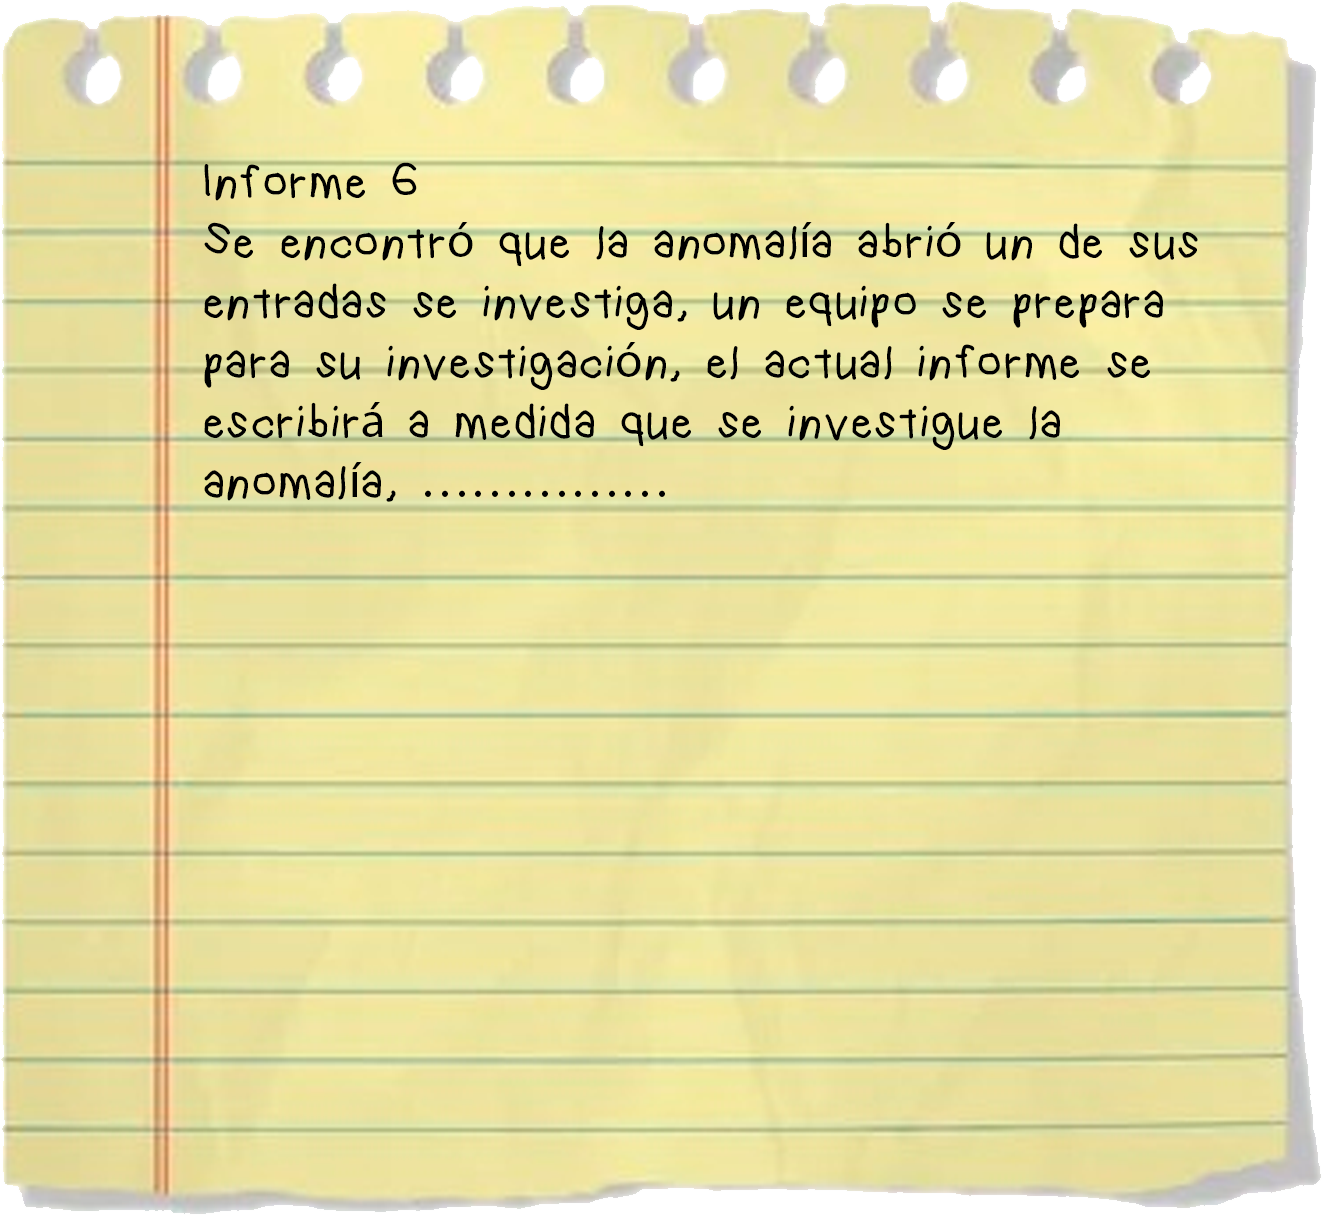 Informe 6
Se encontró que la anomalía abrió un de sus
entradas se investiga, un equipo se prepara
para su investigación, el actual informe se
escribirá a medida que se investigue la
anomalía, ...............